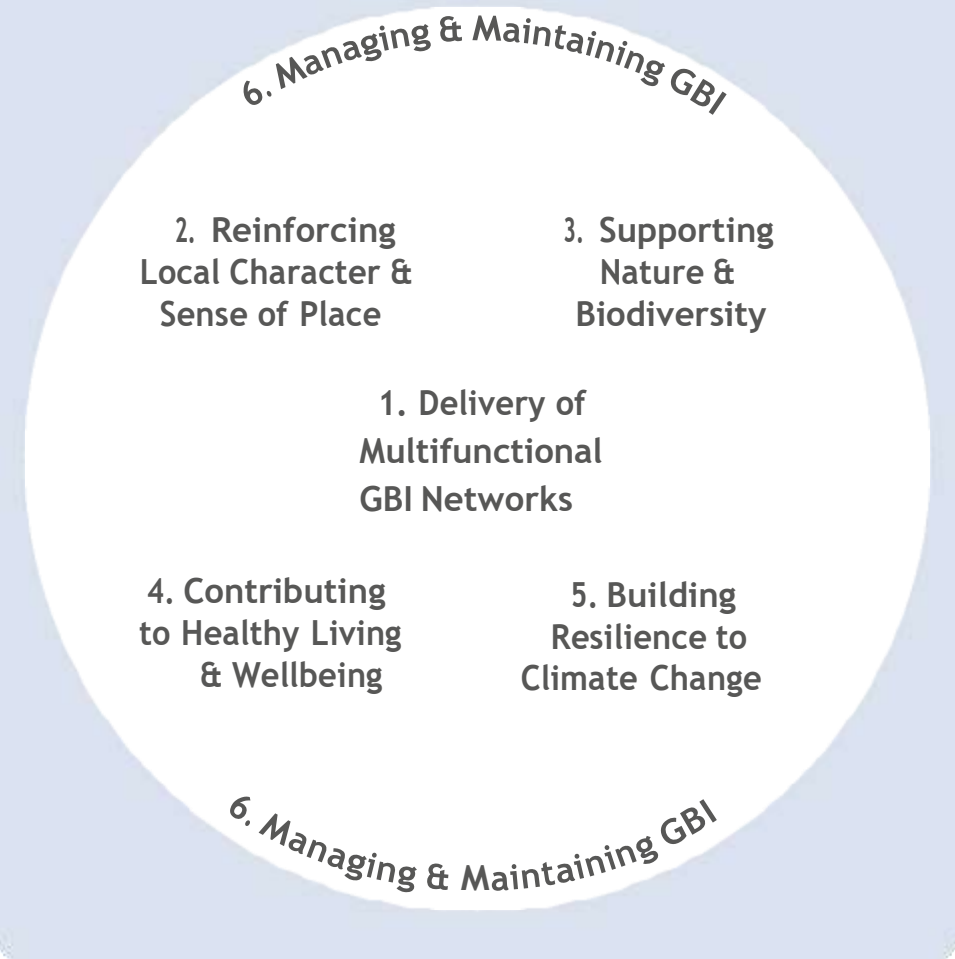 6. Managing & Maintaining GBI
2. Reinforcing
Local Character &
Sense of Place
3. Supporting
Nature &
Biodiversity
1. Delivery of
Multifunctional
GBI Networks
4. Contributing
to Healthy Living
& Wellbeing
5. Building
Resilience to
Climate Change
6. Managing & Maintaining GBI